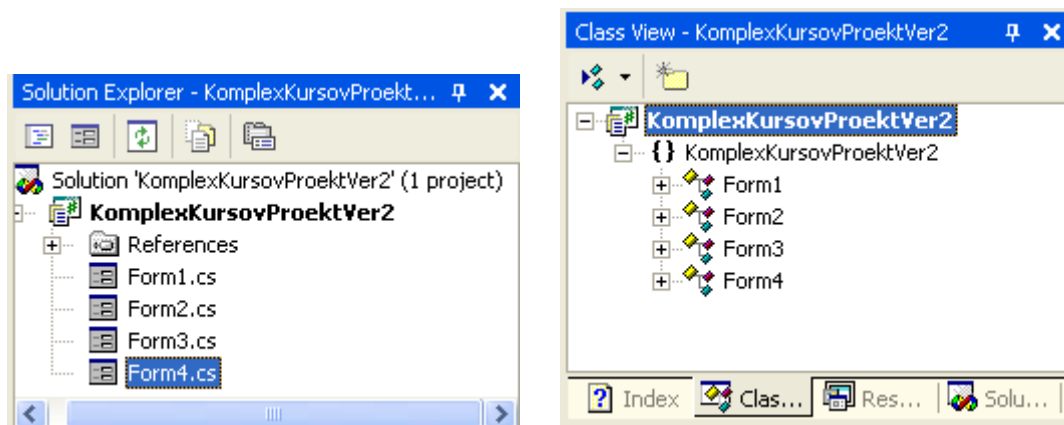 Solution Explorer - KomplexKursovProekt...
Solution 'KomplexKursovProektVer2' (1 project)
KomplexKursovProektVer2
References
Form1.cs
Form2.cs
Form3.cs
Form4.cs
Class View - KomplexKursovProektVer2
KomplexKursovProektVer2
{} KomplexKursovProektVer2
Form1
Form2
Form3
Form4
Index Clas... Res... Solu...